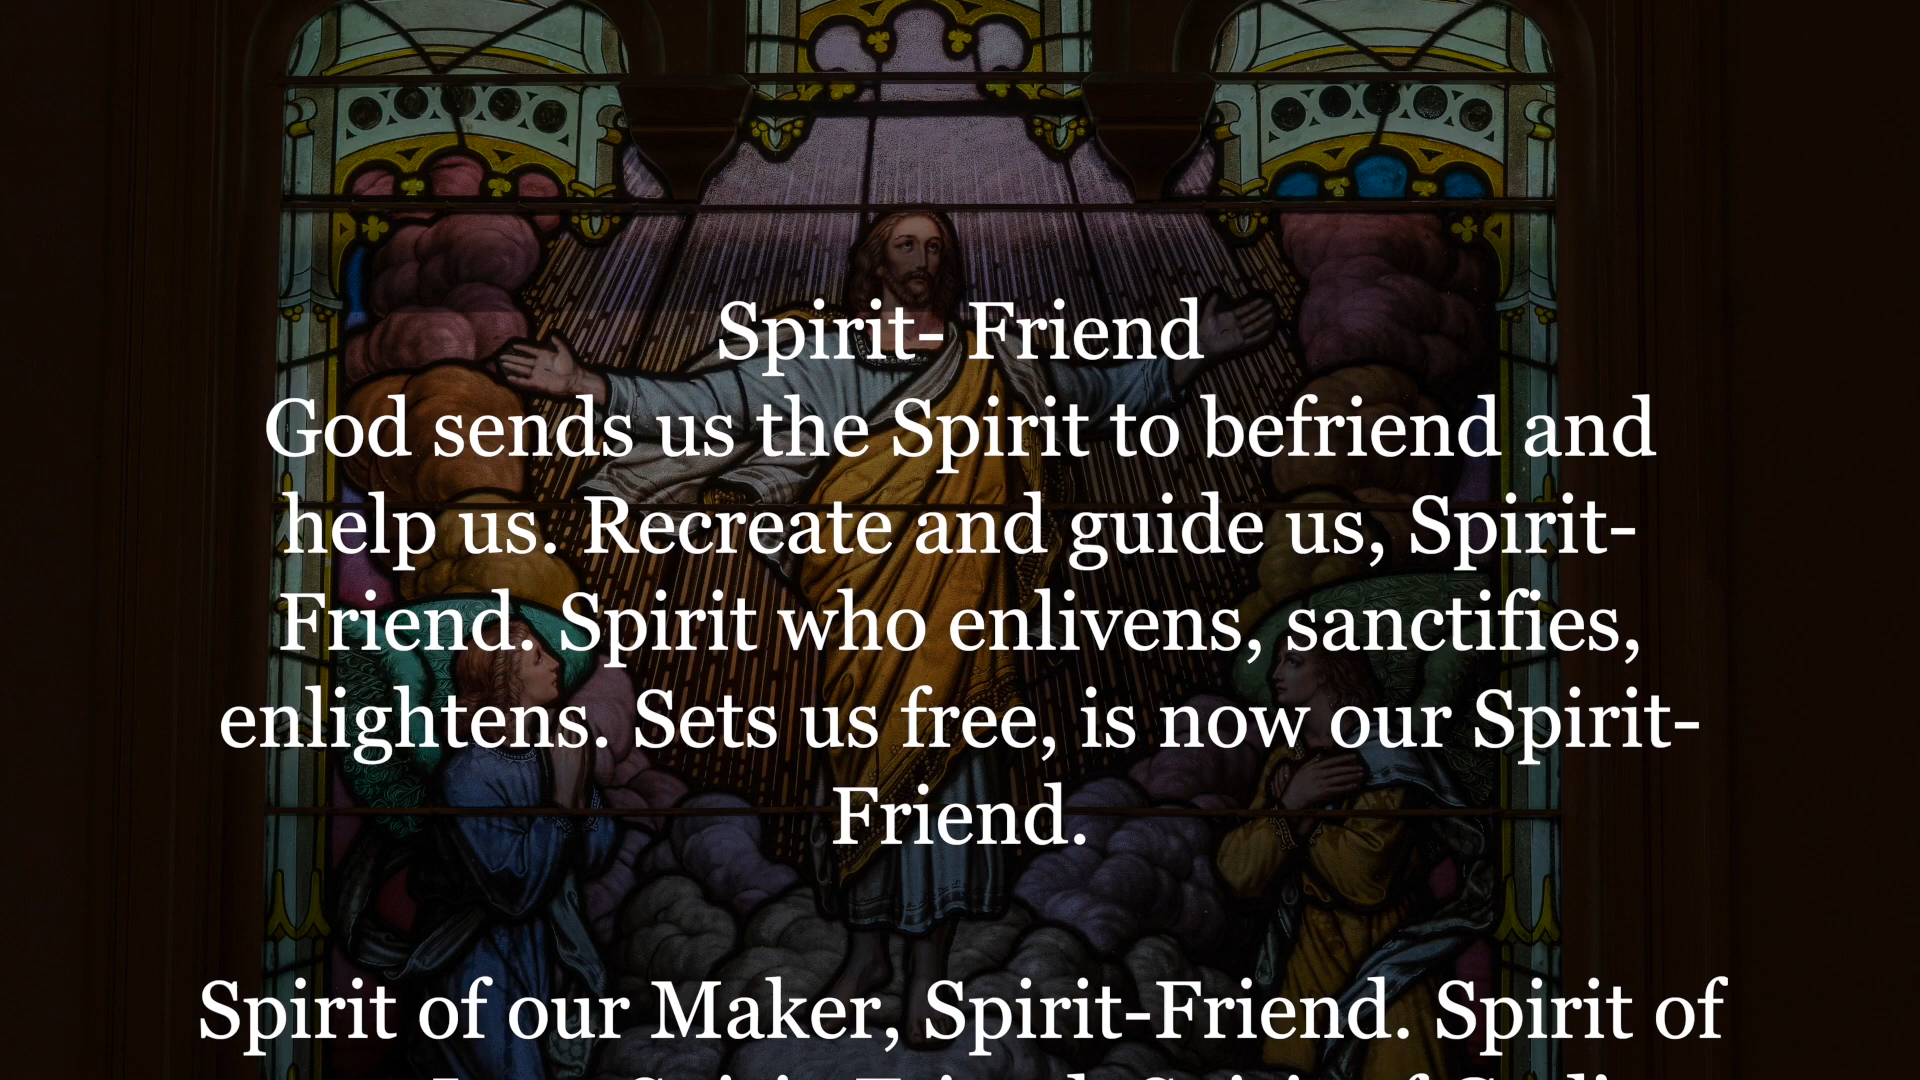 Spirit- Friend
God sends us the Spirit to befriend and
help us. Recreate and guide us, Spirit-
Friend. Spirit who enlivens, sanctifies,
enlightens. Sets us free, is now our Spirit-
Friend.
Spirit of our Maker, Spirit-Friend. Spirit of